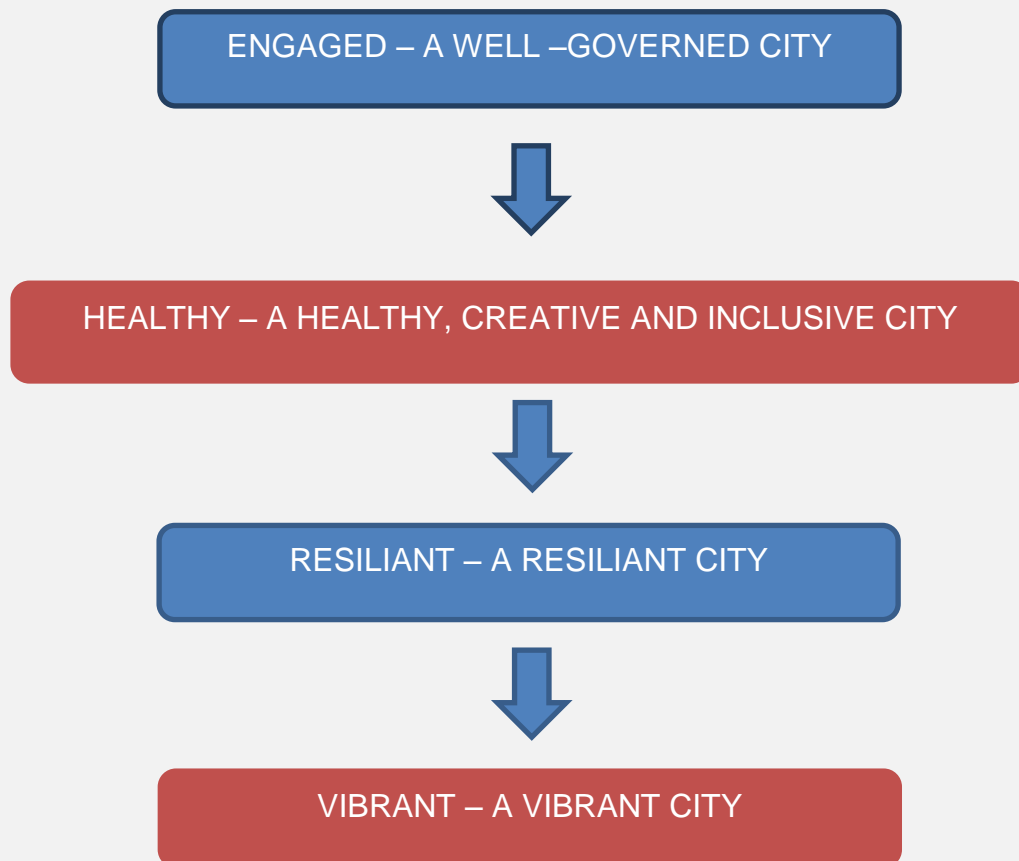 ENGAGED – A WELL –GOVERNED CITY
HEALTHY – A HEALTHY, CREATIVE AND INCLUSIVE CITY
RESILIANT – A RESILIANT CITY
VIBRANT – A VIBRANT CITY